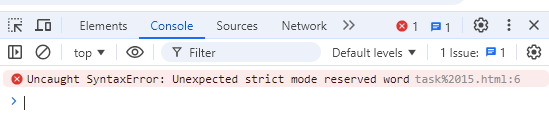 Elements Console Sources Network 1 1
top Filter Default levels 1 Issue: 1
Uncaught SyntaxError: Unexpected strict mode reserved word task%2015.html:6